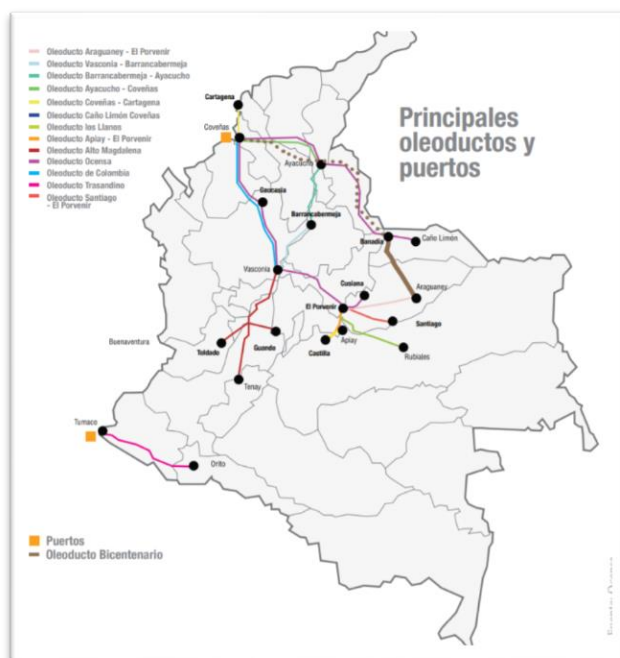 Oleoducto Araguaney - El Porvenir
Oleoducto Vasconia - Barrancabermeja
Oleoducto Barrancabermeja - Ayacucho
Oleoducto Ayacucho - Coveñas
Oleoducto Coveñas - Cartagena
Oleoducto Caño Limón Coveñas
Oleoducto los Llanos
Oleoducto Apiay - El Porvenir
Oleoducto Alto Magdalena
Oleoducto Ocensa
Oleoducto de Colombia
Oleoducto Trasandino
Oleoducto Santiago
- El Porvenir
Principales
oleoductos y
puertos
Cartagena
Coveñas
Ayacucho
Caucasia
Barrancabermeja
Banadia
Caño Limón
Vasconia
Cusiana
Araguaney
El Porvenir
Santiago
Buenaventura
Toldado
Guando
Castilla
Apiay
Rubiales
Tenay
Tumaco
Orito
Puertos
Oleoducto Bicentenario